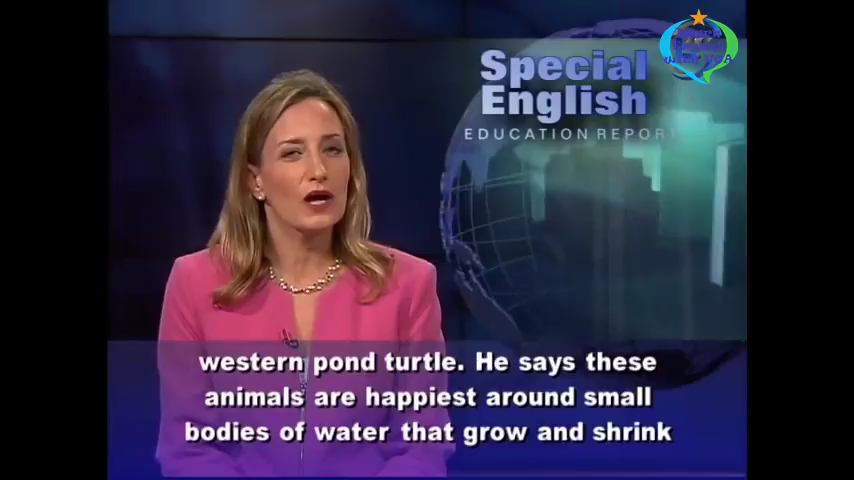 Special
English
EDUCATION REPORT
western pond turtle. He says these
animals are happiest around small
bodies of water that grow and shrink